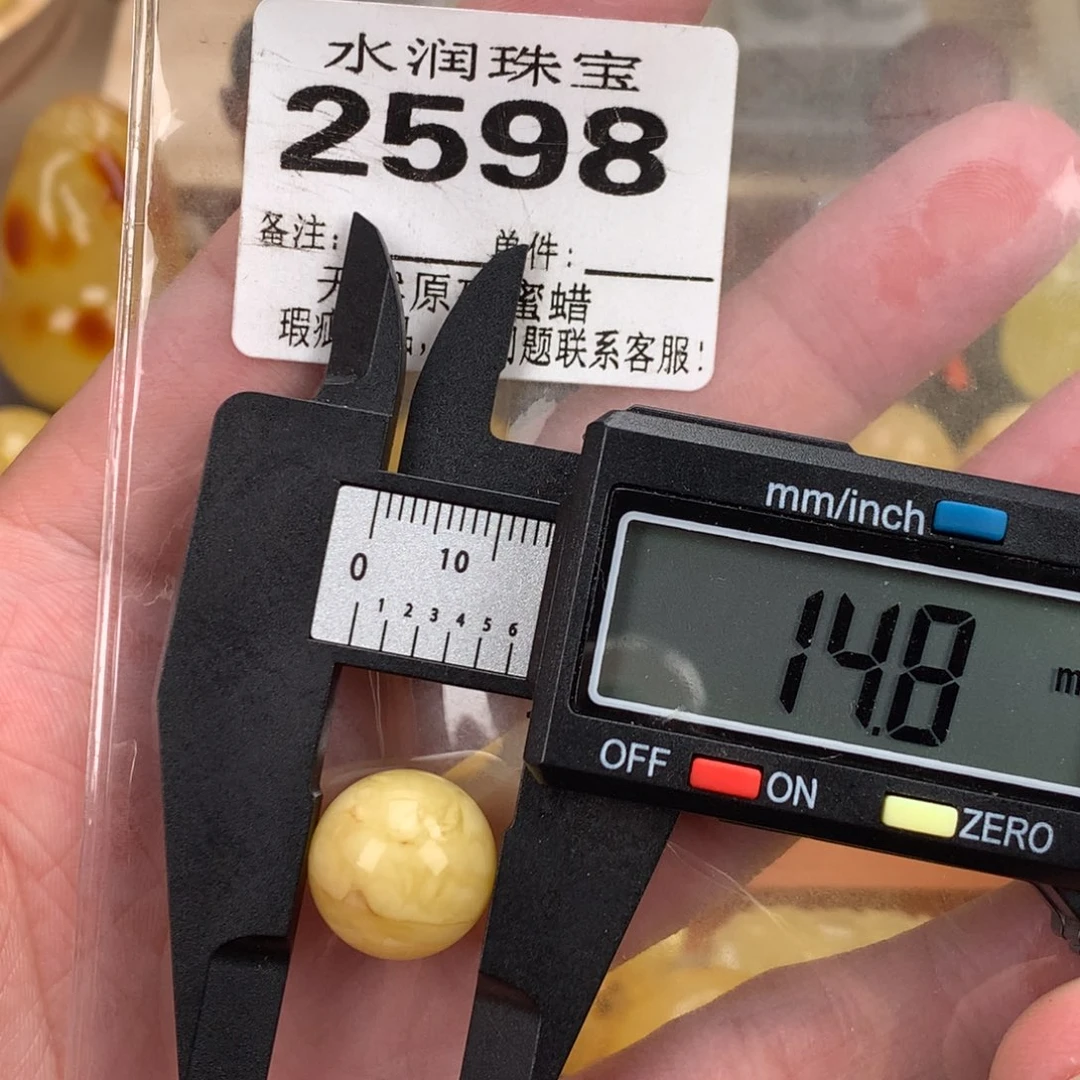 水润珠宝
2598
备注: 单件:
原 蜜蜡
瑕 问题联系客服!
mm/inch
0 10
1 2 3 4 5 6
14.8
m
OFF ON ZERO